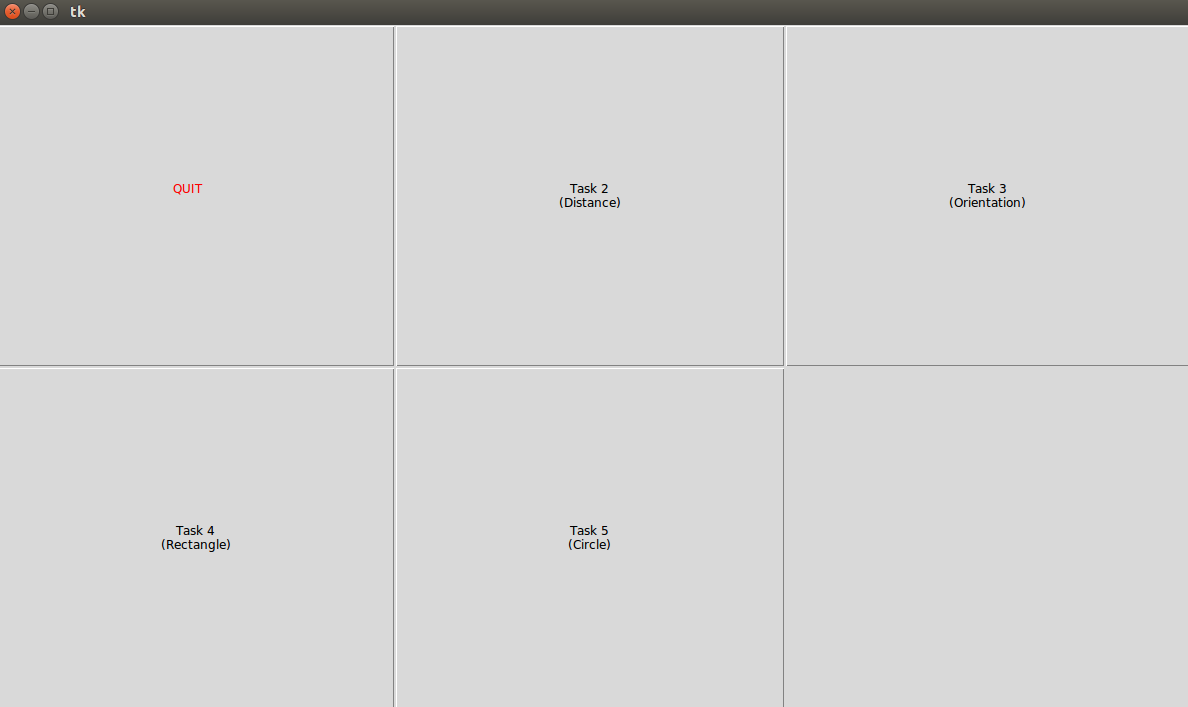 tk
QUIT
Task 2
(Distance)
Task 3
(Orientation)
Task 4
(Rectangle)
Task 5
(Circle)